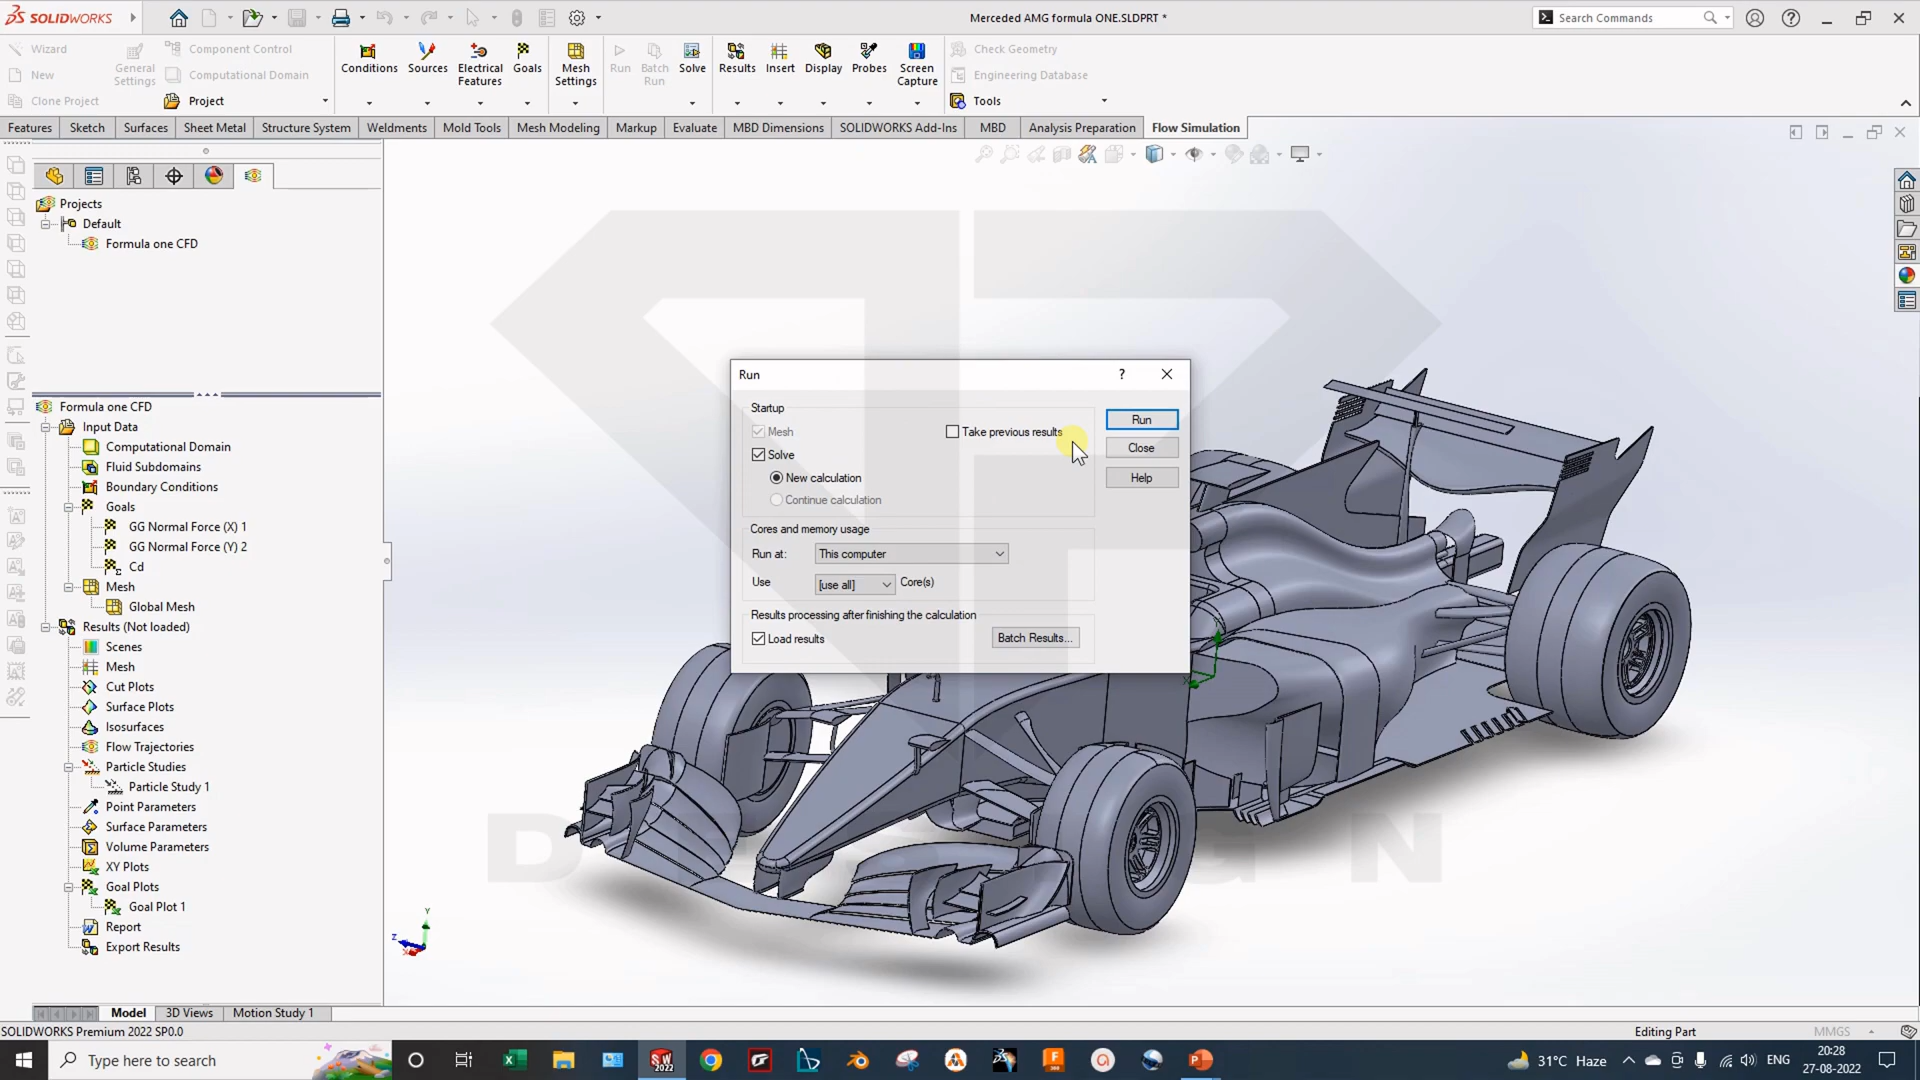 SOLIDWORKS
Merceded AMG formula ONE.SLDPRT *
Search Commands
Wizard
New
Clone Project
General Settings
Component Control
Computational Domain
Project
Conditions
Sources
Electrical Features
Goals
Mesh Settings
Run
Batch Run
Solve
Results
Insert
Display
Probes
Screen Capture
Check Geometry
Engineering Database
Tools
Features
Sketch
Surfaces
Sheet Metal
Structure System
Weldments
Mold Tools
Mesh Modeling
Markup
Evaluate
MBD Dimensions
SOLIDWORKS Add-Ins
MBD
Analysis Preparation
Flow Simulation
Projects
Default
Formula one CFD
Formula one CFD
Input Data
Computational Domain
Fluid Subdomains
Boundary Conditions
Goals
GG Normal Force (X) 1
GG Normal Force (Y) 2
Cd
Mesh
Global Mesh
Results (Not loaded)
Scenes
Mesh
Cut Plots
Surface Plots
Isosurfaces
Flow Trajectories
Particle Studies
Particle Study 1
Point Parameters
Surface Parameters
Volume Parameters
XY Plots
Goal Plots
Goal Plot 1
Report
Export Results
Run
?
Startup
Mesh
Take previous results
Solve
New calculation
Continue calculation
Run
Close
Help
Cores and memory usage
Run at:
This computer
Use
[use all]
Core(s)
Results processing after finishing the calculation
Load results
Batch Results...
DESIGN
Y
Z
X
Model
3D Views
Motion Study 1
SOLIDWORKS Premium 2022 SP0.0
Editing Part
MMGS
Type here to search
SW
2022
31°C Haze
ENG
20:28
27-08-2022